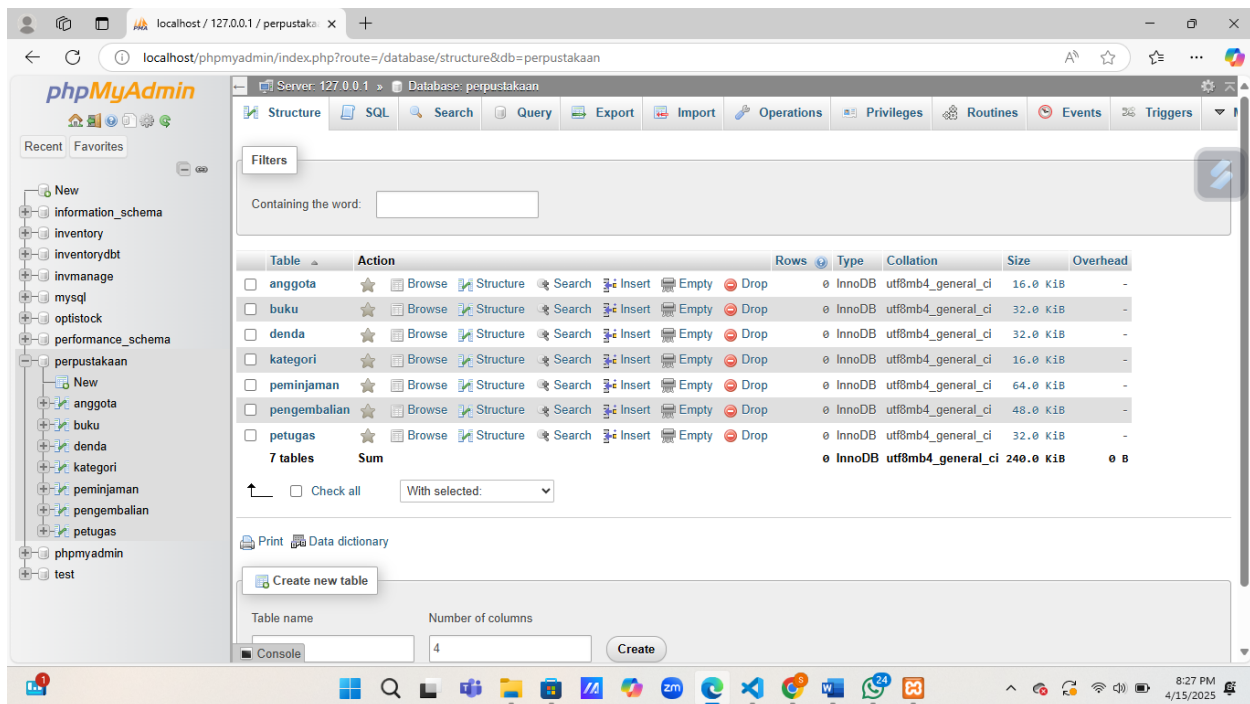 localhost / 127.0.0.1 / perpustaka
localhost/phpmyadmin/index.php?route=/database/structure&db=perpustakaan
phpMyAdmin
Recent Favorites
New
information_schema
inventory
inventorydbt
invmanage
mysql
optistock
performance_schema
perpustakaan
New
anggota
buku
denda
kategori
peminjaman
pengembalian
petugas
phpmyadmin
test
Server: 127.0.0.1 » Database: perpustakaan
Structure SQL Search Query Export Import Operations Privileges Routines Events Triggers
Filters
Containing the word:
Table Action Rows Type Collation Size Overhead
anggota Browse Structure Search Insert Empty Drop 0 InnoDB utf8mb4_general_ci 16.0 KiB -
buku Browse Structure Search Insert Empty Drop 0 InnoDB utf8mb4_general_ci 32.0 KiB -
denda Browse Structure Search Insert Empty Drop 0 InnoDB utf8mb4_general_ci 32.0 KiB -
kategori Browse Structure Search Insert Empty Drop 0 InnoDB utf8mb4_general_ci 16.0 KiB -
peminjaman Browse Structure Search Insert Empty Drop 0 InnoDB utf8mb4_general_ci 64.0 KiB -
pengembalian Browse Structure Search Insert Empty Drop 0 InnoDB utf8mb4_general_ci 48.0 KiB -
petugas Browse Structure Search Insert Empty Drop 0 InnoDB utf8mb4_general_ci 32.0 KiB -
7 tables Sum 0 InnoDB utf8mb4_general_ci 240.0 KiB 0 B
Check all With selected:
Print Data dictionary
Create new table
Table name Number of columns
4 Create
Console
1
zm
24
8:27 PM
4/15/2025